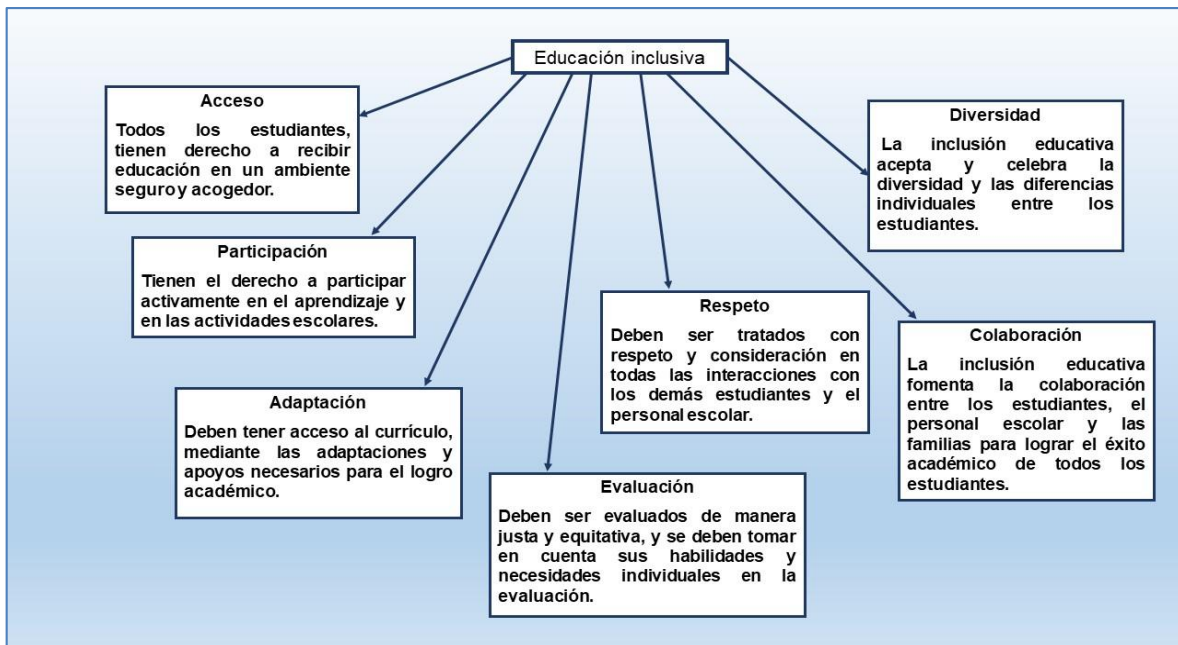 Educación inclusiva
Acceso
Todos los estudiantes,
tienen derecho a recibir
educación en un ambiente
seguro y acogedor.
Participación
Tienen el derecho a participar
activamente en el aprendizaje y
en las actividades escolares.
Adaptación
Deben tener acceso al currículo,
mediante las adaptaciones y
apoyos necesarios para el logro
académico.
Evaluación
Deben ser evaluados de manera
justa y equitativa, y se deben tomar
en cuenta sus habilidades y
necesidades individuales en la
evaluación.
Respeto
Deben ser tratados con
respeto y consideración en
todas las interacciones con
los demás estudiantes y el
personal escolar.
Diversidad
La inclusión educativa
acepta y celebra la
diversidad y las diferencias
individuales entre los
estudiantes.
Colaboración
La inclusión educativa
fomenta la colaboración
entre los estudiantes, el
personal escolar y las
familias para lograr el éxito
académico de todos los
estudiantes.